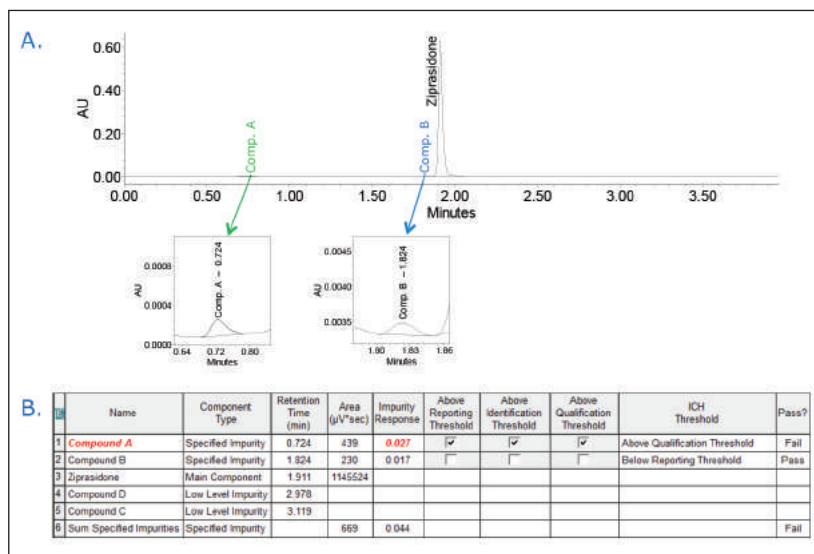 A.
AU
0.60
0.40
0.20
0.00
Comp. A
Comp. B
Ziprasidone
0.00 0.50 1.00 1.50 2.00 2.50 3.00 3.50
Minutes
AU
0.0008
0.0004
0.0000
Comp. A – 0.724
0.64 0.72 0.80
Minutes
AU
0.0045
0.0040
0.0035
Comp. B – 1.824
1.80 1.83 1.86
Minutes
B.
Name Component Type Retention Time (min) Area (µV*sec) Impurity Response Above Reporting Threshold Above Identification Threshold Above Qualification Threshold ICH Threshold Pass?
1 Compound A Specified Impurity 0.724 439 0.027 Above Qualification Threshold Fail
2 Compound B Specified Impurity 1.824 230 0.017 Below Reporting Threshold Pass
3 Ziprasidone Main Component 1.911 1145524
4 Compound D Low Level Impurity 2.978
5 Compound C Low Level Impurity 3.119
6 Sum Specified Impurities Specified Impurity 669 0.044 Fail